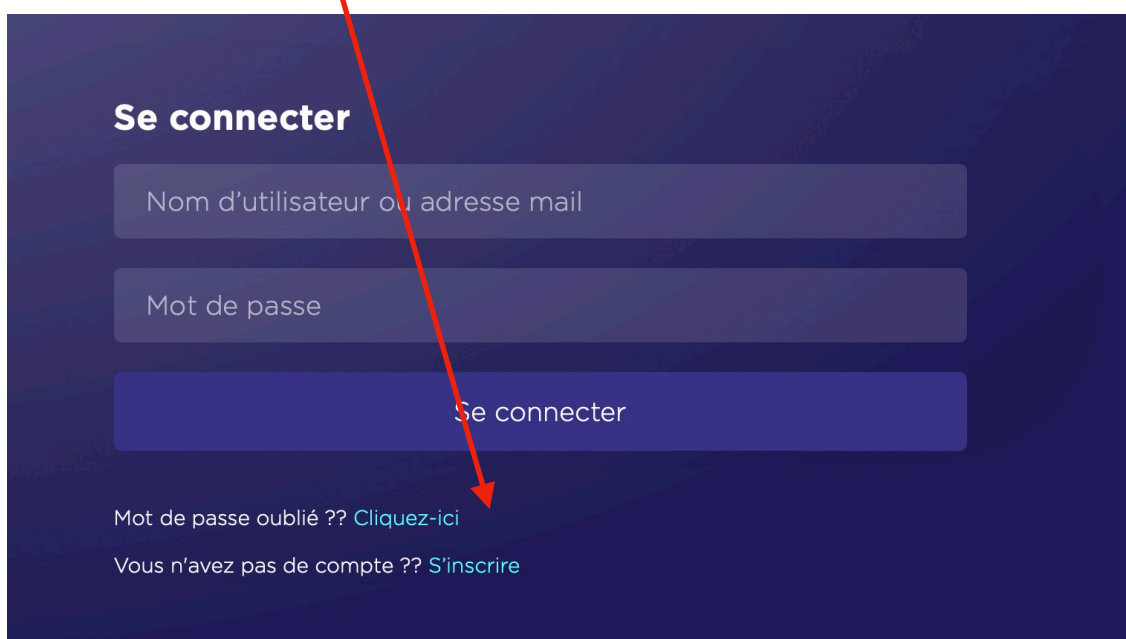 Se connecter
Nom d’utilisateur ou adresse mail
Mot de passe
Se connecter
Mot de passe oublié ?? Cliquez-ici
Vous n'avez pas de compte ?? S'inscrire